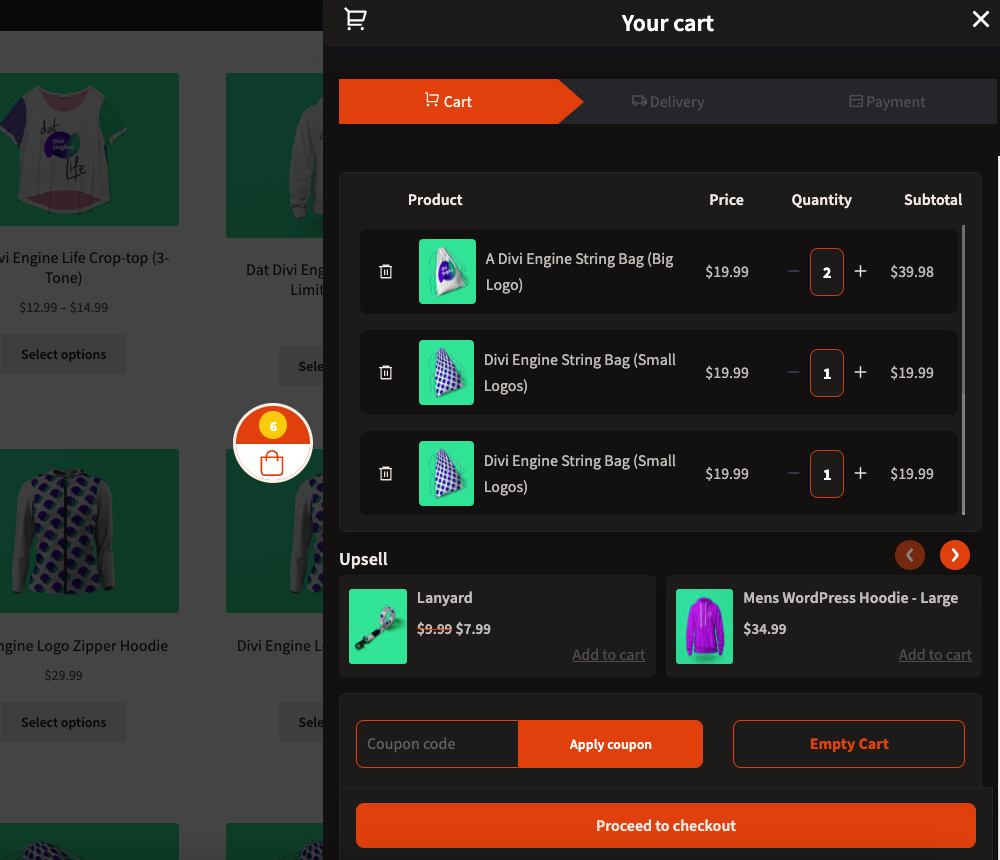 Your cart
Cart
Delivery
Payment
Product
Price
Quantity
Subtotal
A Divi Engine String Bag (Big
Logo)
$19.99
2
$39.98
Divi Engine String Bag (Small
Logos)
$19.99
1
$19.99
Divi Engine String Bag (Small
Logos)
$19.99
1
$19.99
Upsell
Lanyard
$9.99 $7.99
Add to cart
Mens WordPress Hoodie - Large
$34.99
Add to cart
Coupon code
Apply coupon
Empty Cart
Proceed to checkout
dat
Divi
Engine
Life
vi Engine Life Crop-top (3-
Tone)
$12.99 – $14.99
Select options
Dat Divi Eng
Limit
Sele
6
ngine Logo Zipper Hoodie
$29.99
Select options
Divi Engine L
Sele